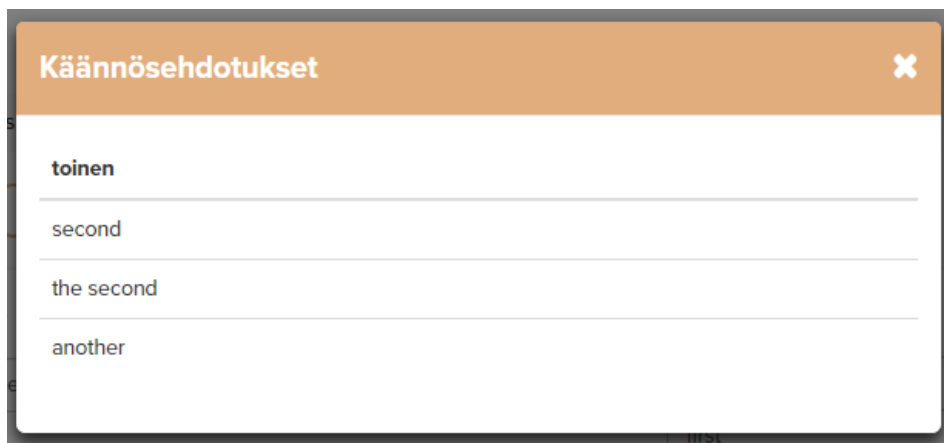 Käännösehdotukset
toinen
second
the second
another